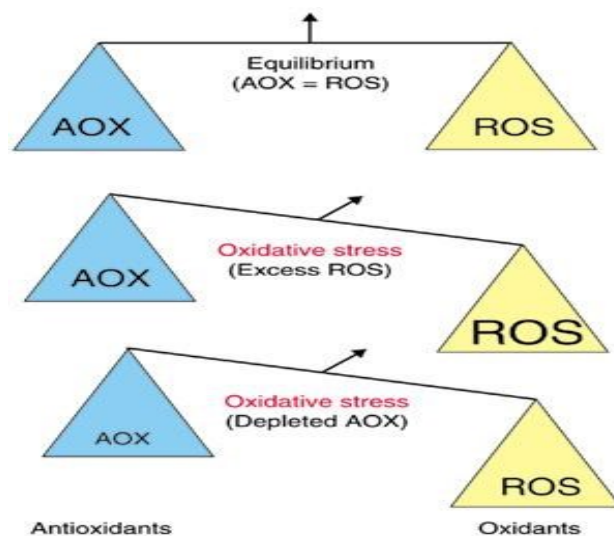 Equilibrium
(AOX = ROS)
AOX
ROS
Oxidative stress
(Excess ROS)
AOX
ROS
Oxidative stress
(Depleted AOX)
AOX
ROS
Antioxidants
Oxidants